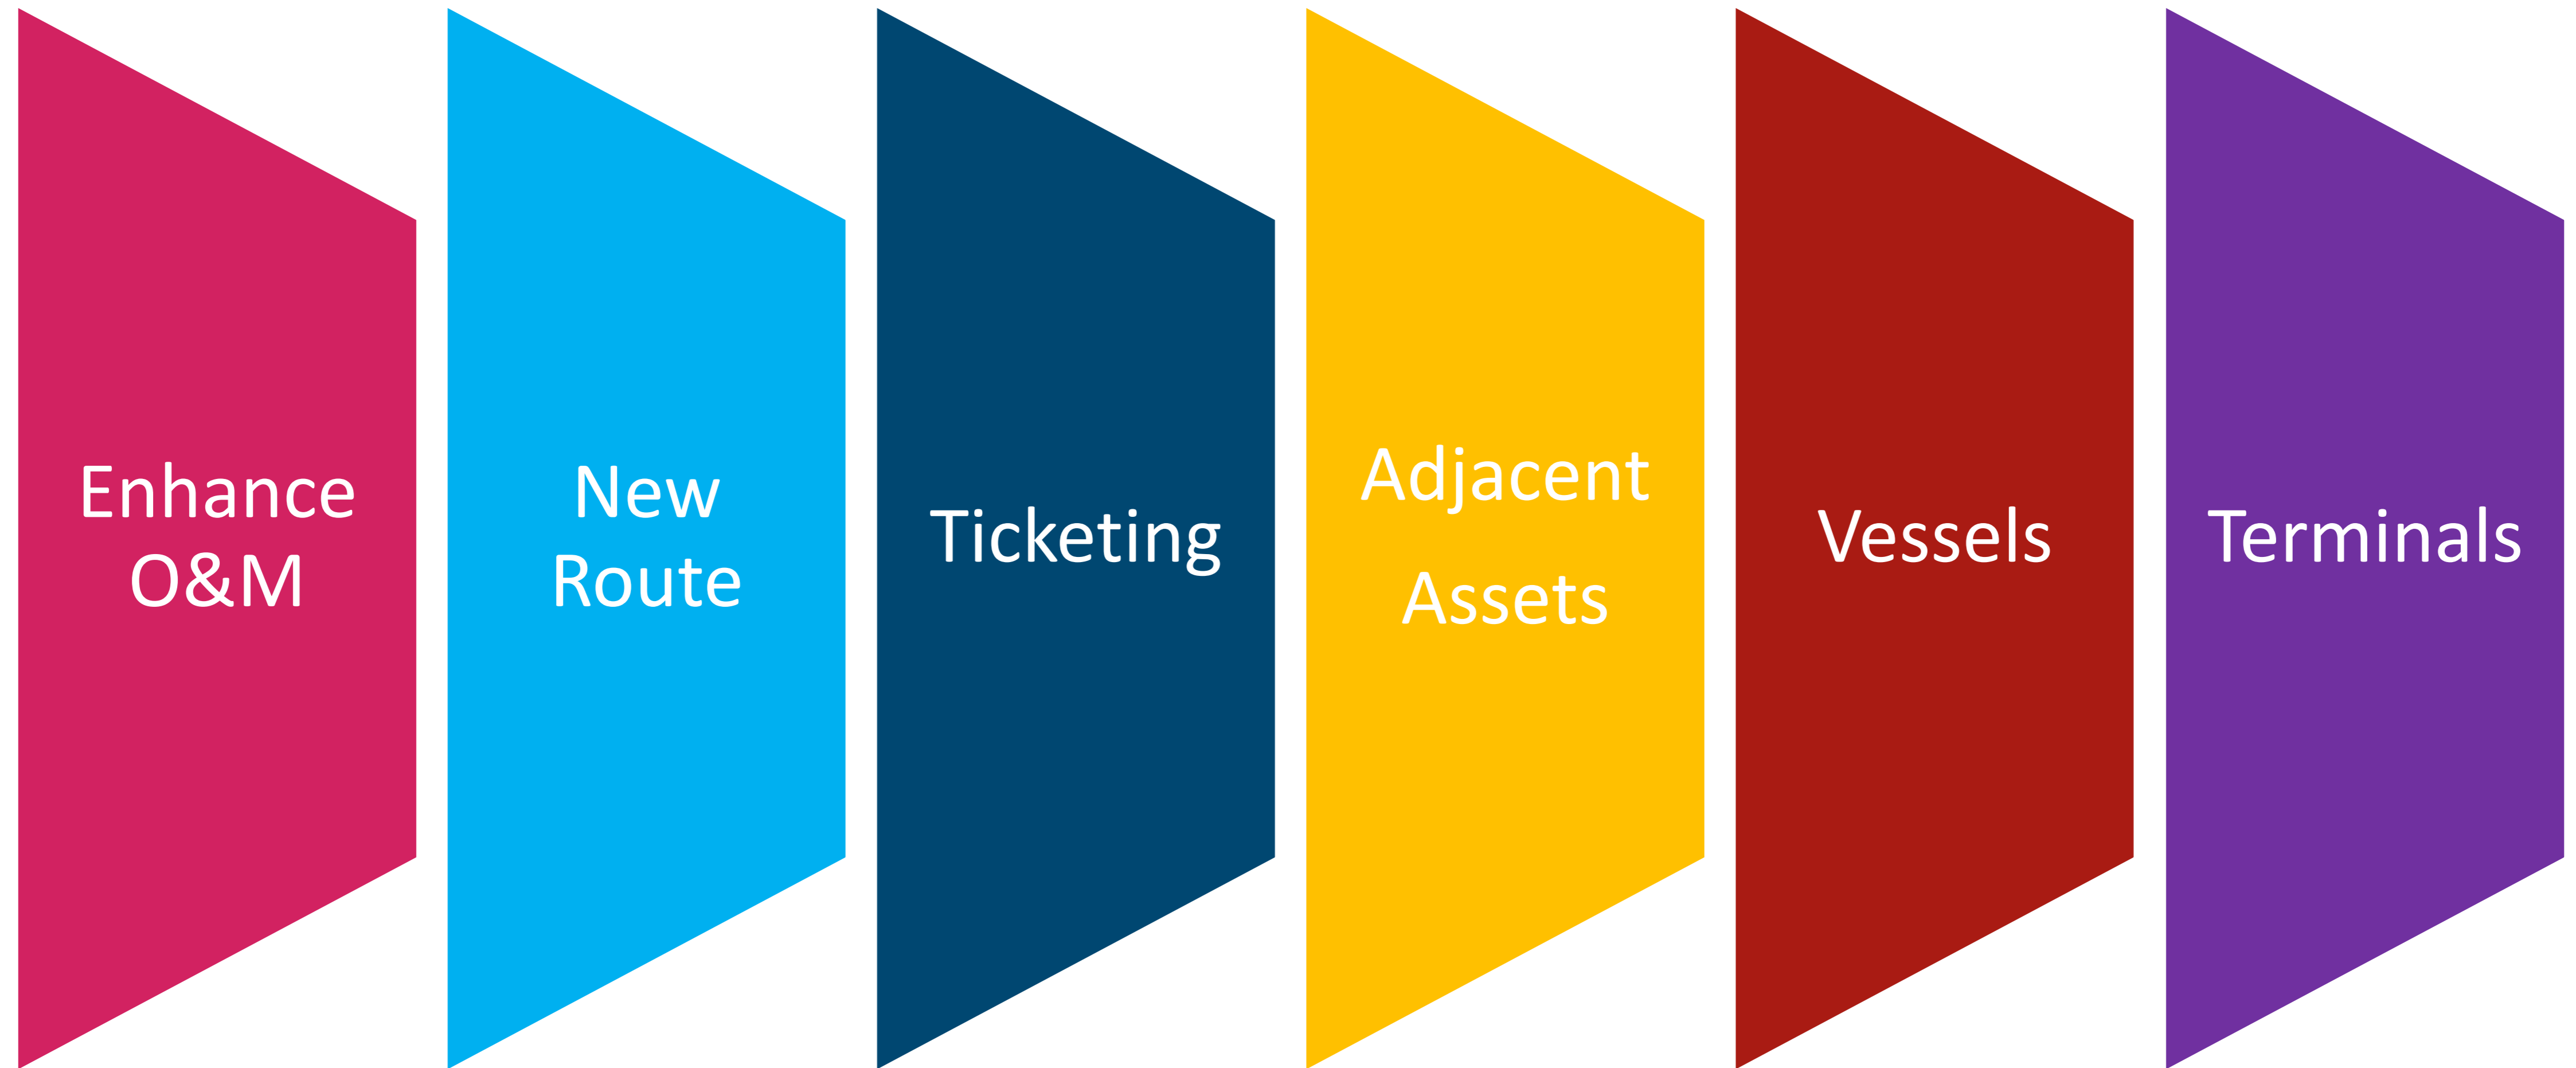 Enhance
O&M
New
Route
Ticketing
Adjacent
Assets
Vessels
Terminals